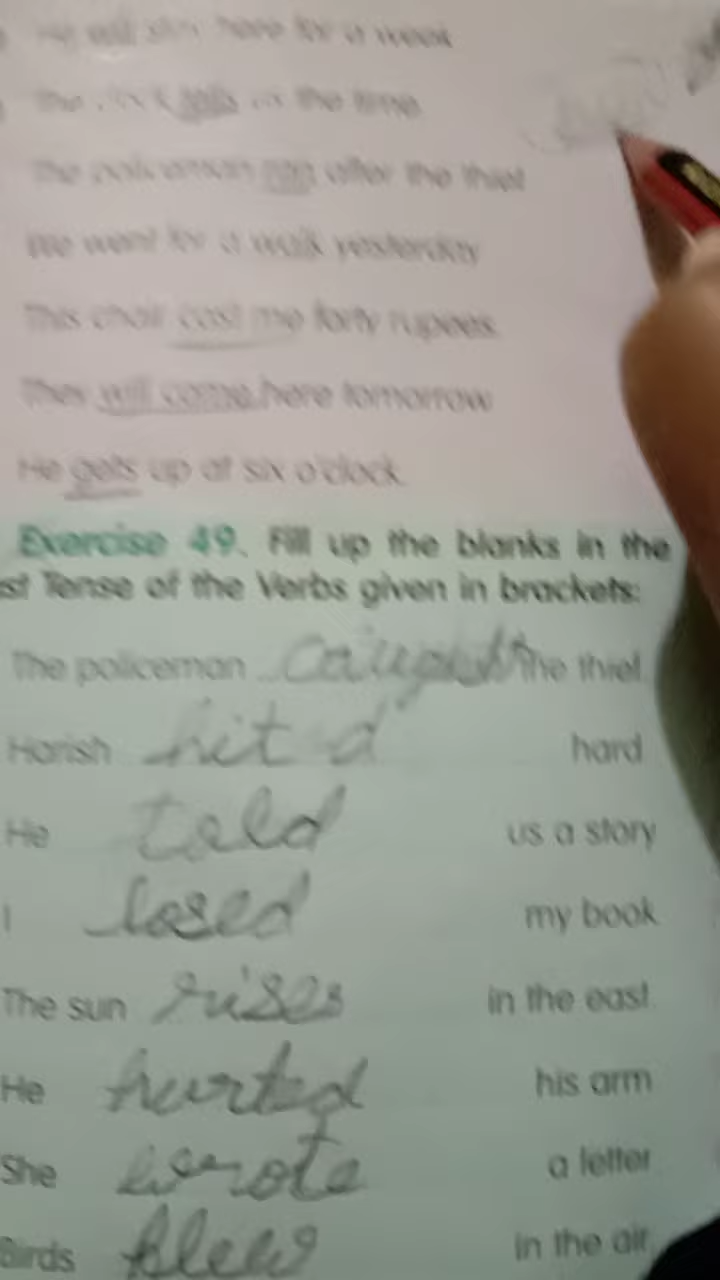 He will stay here for a week
The clock tells us the time
The policeman ran after the thief
We went for a walk yesterday
This chair cost me forty rupees.
They will come here tomorrow
He gets up at six o'clock.
Exercise 49. Fill up the blanks in the
st Tense of the Verbs given in brackets:
The policeman caught the thief.
Harish hit d hard
He told us a story
I losed my book.
The sun rises in the east.
He hurted his arm
She wrote a letter
Birds in the air.